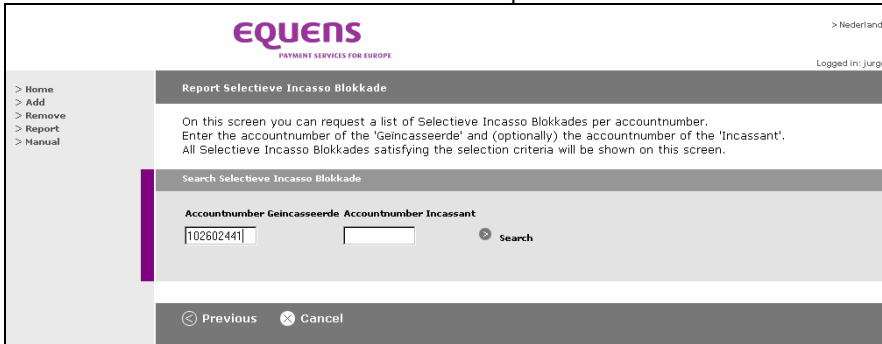 EQUENS
PAYMENT SERVICES FOR EUROPE
> Nederland
Logged in: jurg
> Home
> Add
> Remove
> Report
> Manual
Report Selectieve Incasso Blokkade
On this screen you can request a list of Selectieve Incasso Blokkades per accountnumber.
Enter the accountnumber of the 'Geïncasseerde' and (optionally) the accountnumber of the 'Incassant'.
All Selectieve Incasso Blokkades satisfying the selection criteria will be shown on this screen.
Search Selectieve Incasso Blokkade
Accountnumber Geincasseerde Accountnumber Incassant
102602441
Search
Previous Cancel